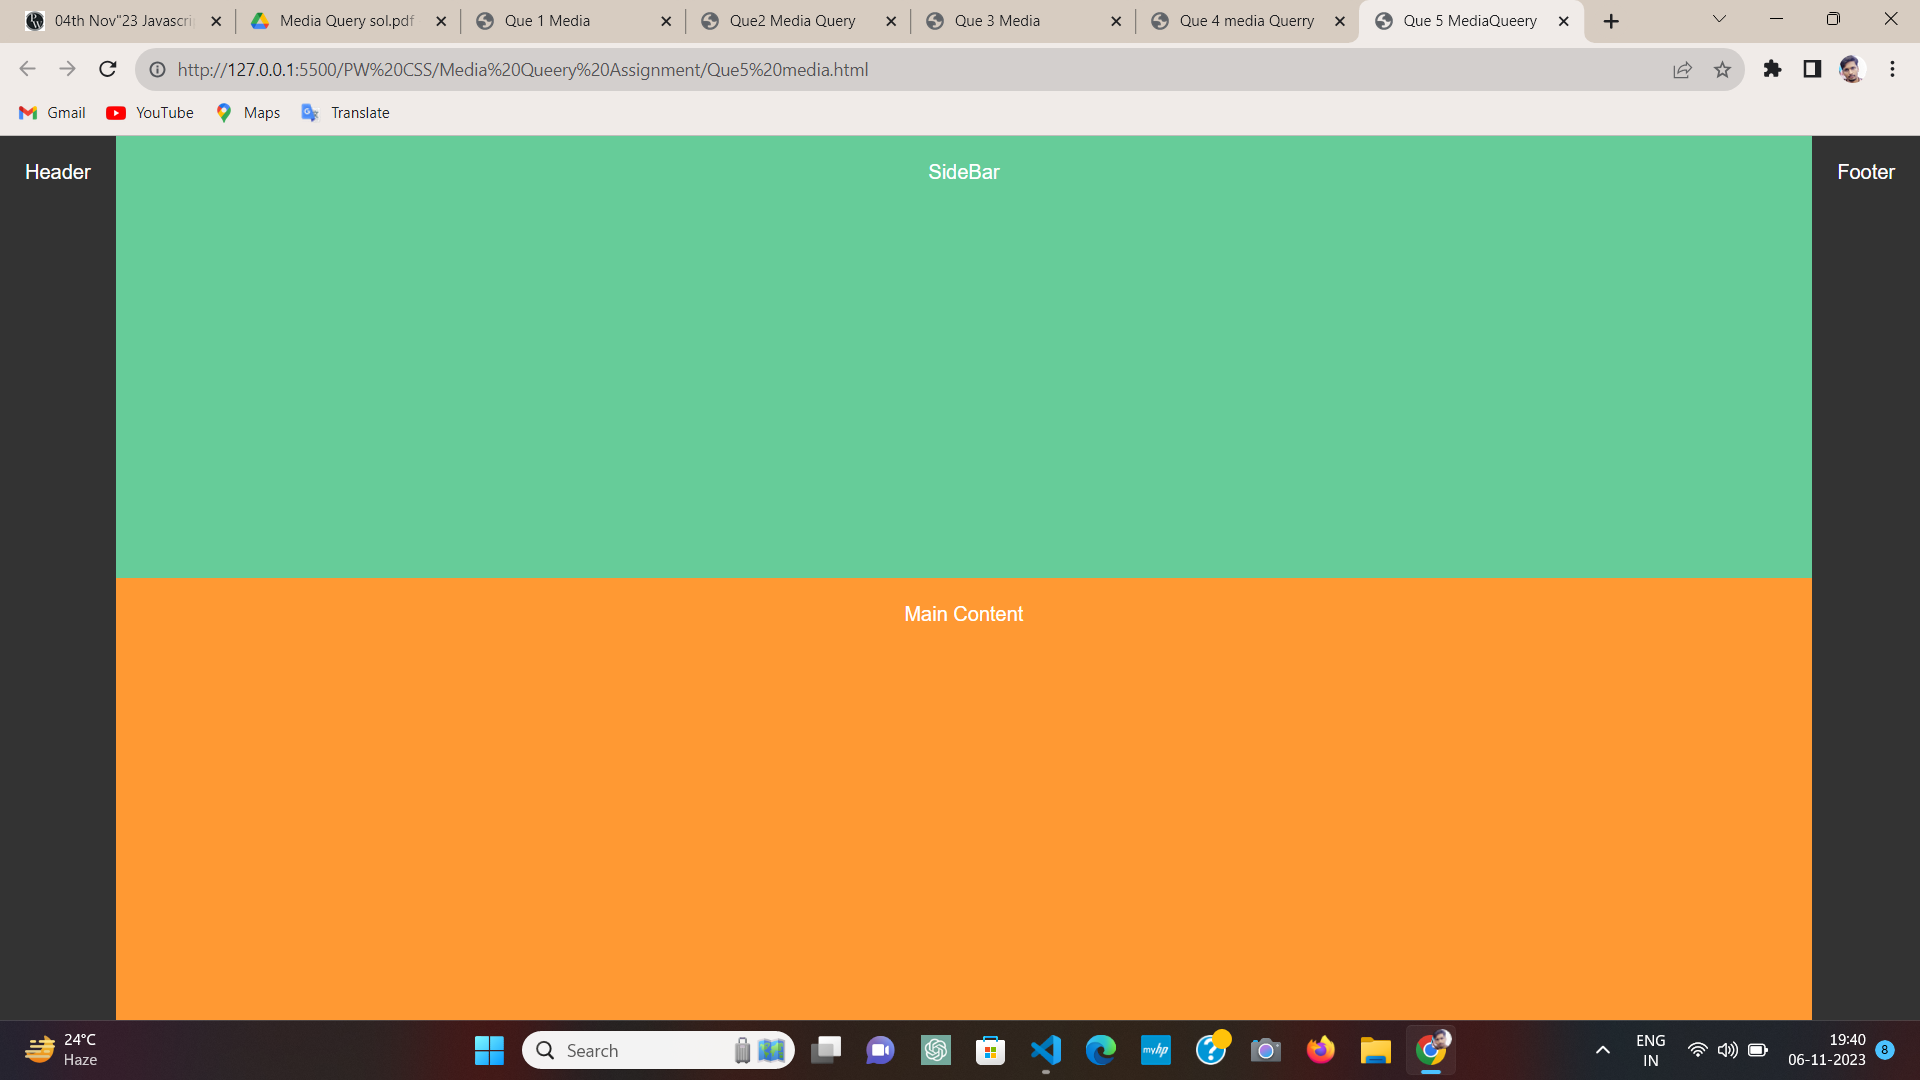 04th Nov"23 Javascri
Media Query sol.pdf
Que 1 Media
Que2 Media Query
Que 3 Media
Que 4 media Querry
Que 5 MediaQueery
http://127.0.0.1:5500/PW%20CSS/Media%20Queery%20Assignment/Que5%20media.html
Gmail
YouTube
Maps
Translate
Header
SideBar
Footer
Main Content
24°C
Haze
Search
myhp
ENG
IN
19:40
06-11-2023
8